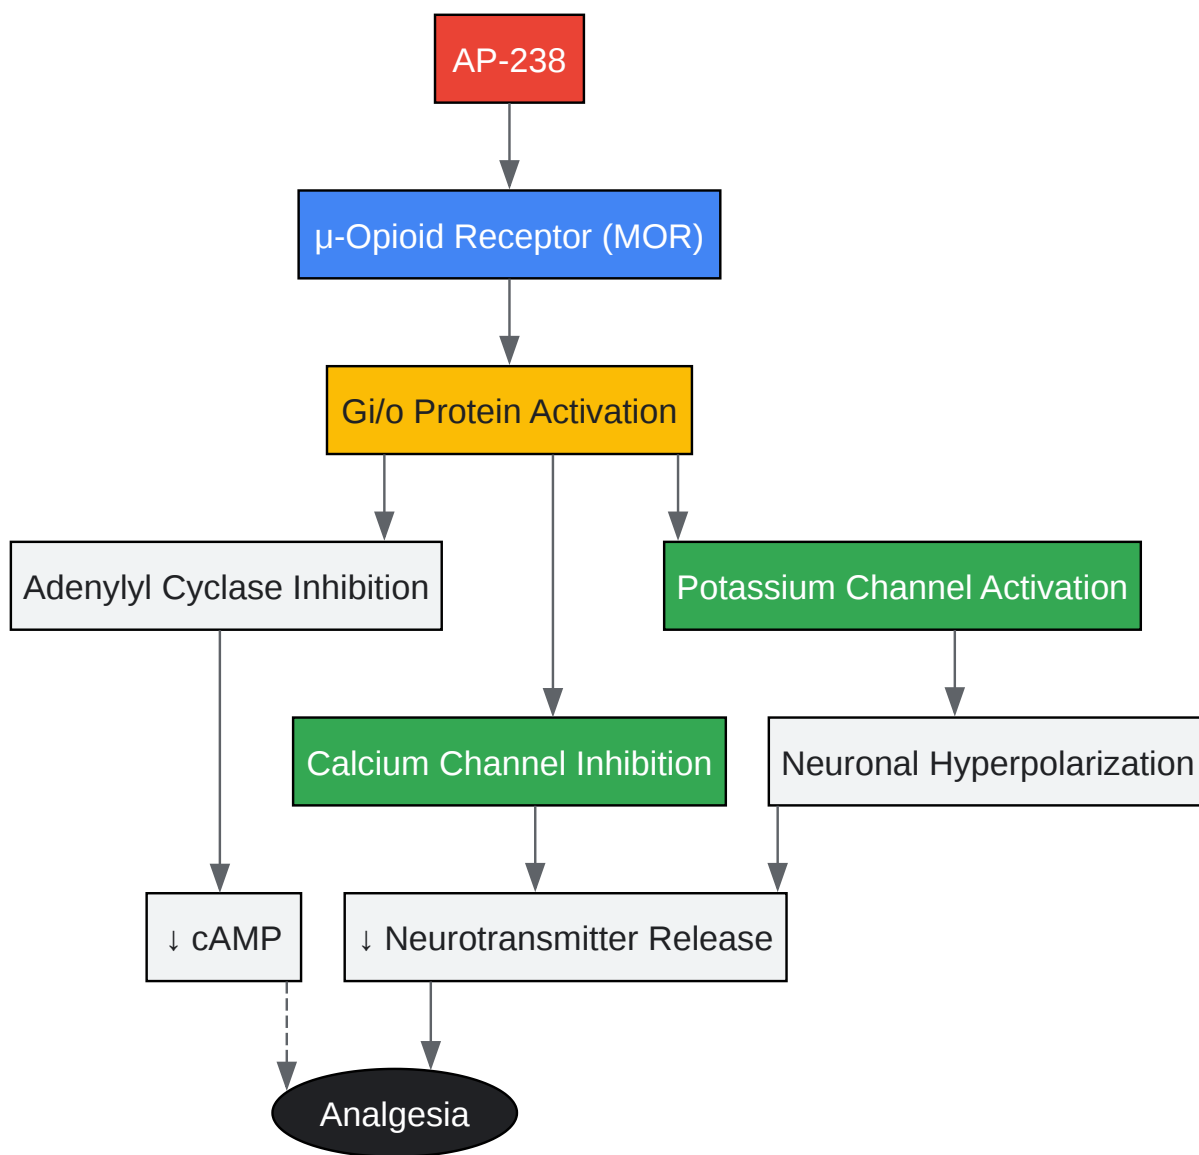 AP-238
μ-Opioid Receptor (MOR)
Gi/o Protein Activation
Adenylyl Cyclase Inhibition
Potassium Channel Activation
Calcium Channel Inhibition
Neuronal Hyperpolarization
↓ cAMP
↓ Neurotransmitter Release
Analgesia